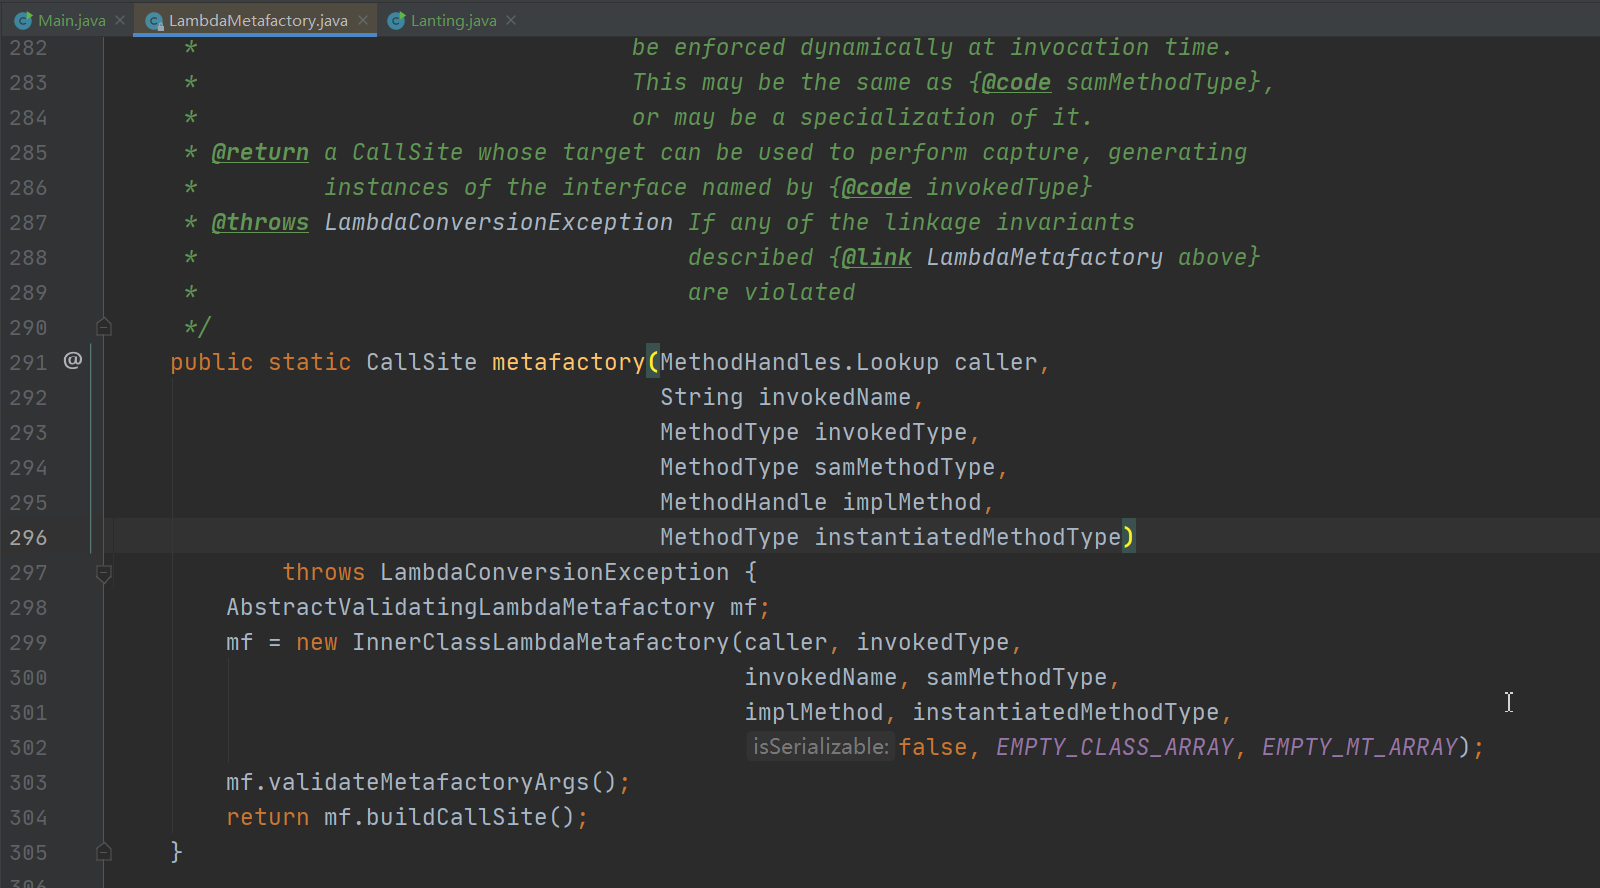 Main.java LambdaMetafactory.java Lanting.java
282 * be enforced dynamically at invocation time.
283 * This may be the same as {@code samMethodType},
284 * or may be a specialization of it.
285 * @return a CallSite whose target can be used to perform capture, generating
286 * instances of the interface named by {@code invokedType}
287 * @throws LambdaConversionException If any of the linkage invariants
288 * described {@link LambdaMetafactory above}
289 * are violated
290 */
291 @ public static CallSite metafactory(MethodHandles.Lookup caller,
292 String invokedName,
293 MethodType invokedType,
294 MethodType samMethodType,
295 MethodHandle implMethod,
296 MethodType instantiatedMethodType)
297 throws LambdaConversionException {
298 AbstractValidatingLambdaMetafactory mf;
299 mf = new InnerClassLambdaMetafactory(caller, invokedType,
300 invokedName, samMethodType,
301 implMethod, instantiatedMethodType,
302 isSerializable: false, EMPTY_CLASS_ARRAY, EMPTY_MT_ARRAY);
303 mf.validateMetafactoryArgs();
304 return mf.buildCallSite();
305 }
306